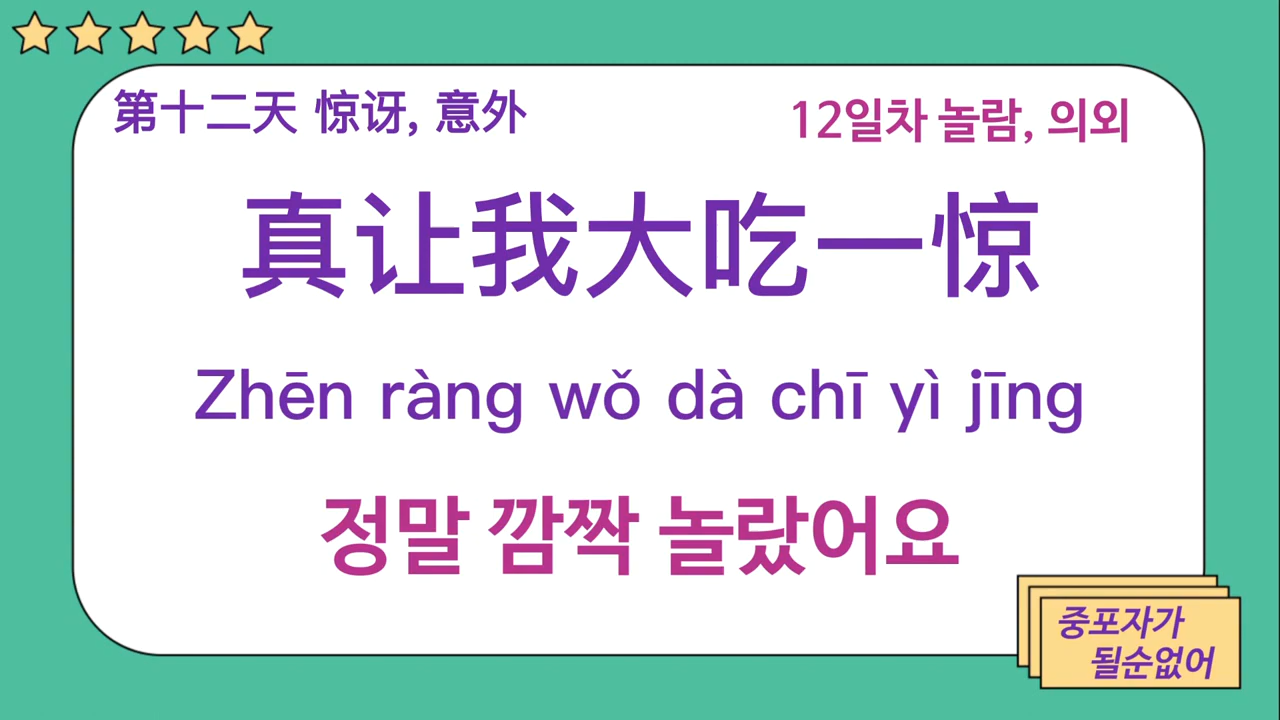 第十二天 惊讶, 意外
12일차 놀람, 의외
真让我大吃一惊
Zhēn ràng wǒ dà chī yì jīng
정말 깜짝 놀랐어요
중포자가
될순없어